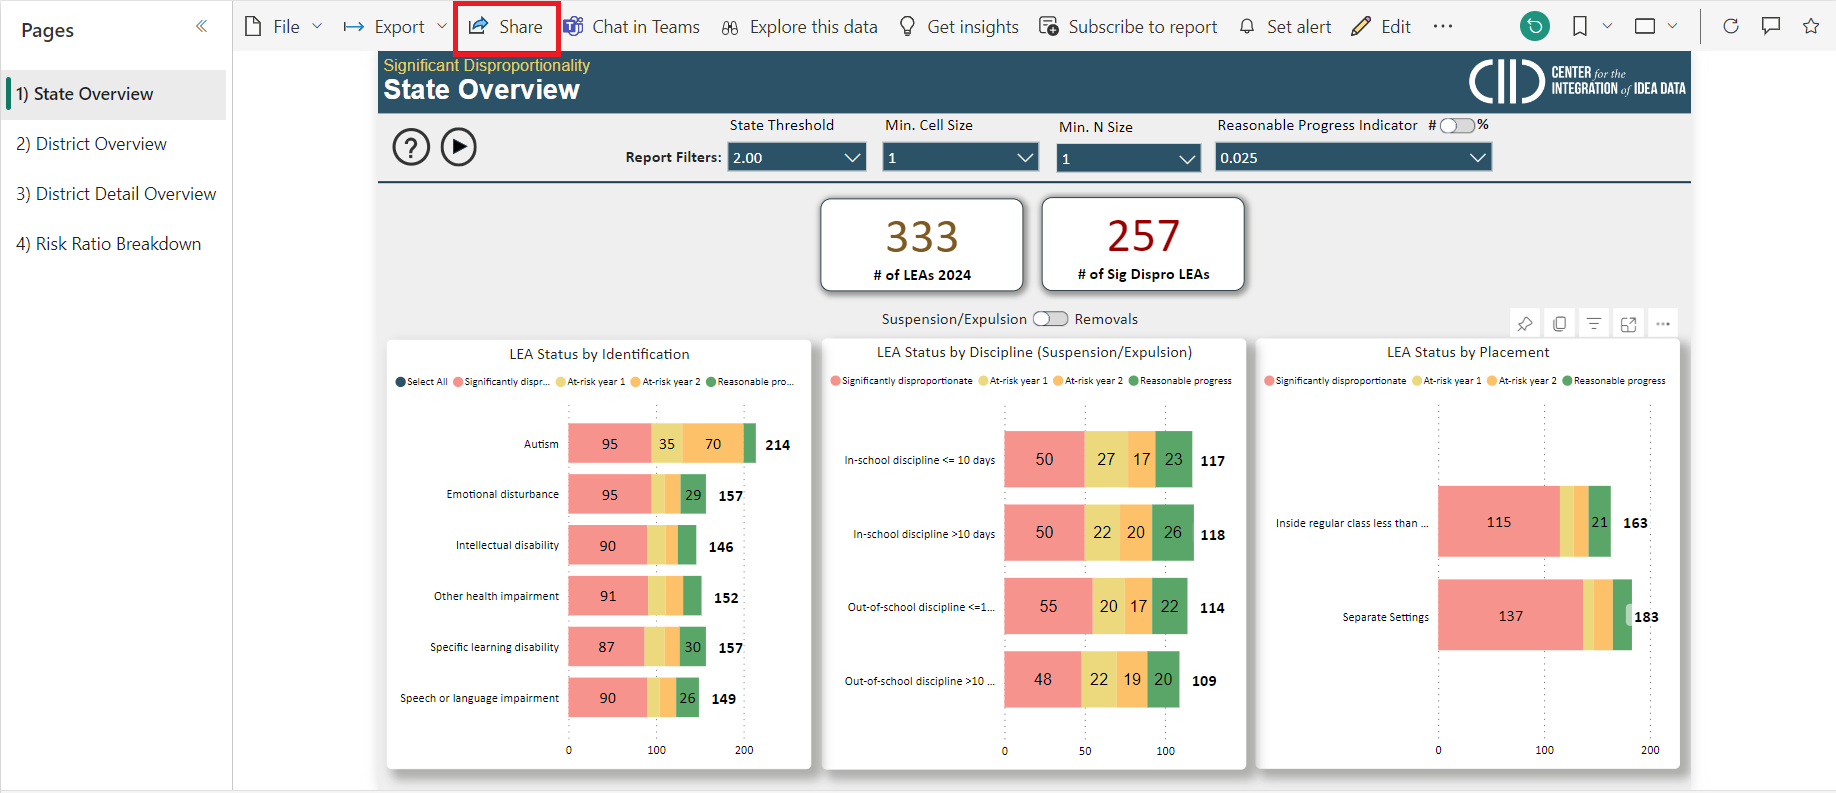 Pages
1) State Overview
2) District Overview
3) District Detail Overview
4) Risk Ratio Breakdown
File Export Share Chat in Teams Explore this data Get insights Subscribe to report Set alert Edit ...
Significant Disproportionality
State Overview
CIID CENTER for the
INTEGRATION of IDEA DATA
?
Report Filters:
State Threshold
2.00
Min. Cell Size
1
Min. N Size
1
Reasonable Progress Indicator # %
0.025
333
# of LEAs 2024
257
# of Sig Dispro LEAs
Suspension/Expulsion Removals
LEA Status by Identification
Select All Significantly dispr... At-risk year 1 At-risk year 2 Reasonable pro...
Autism 95 35 70 214
Emotional disturbance 95 29 157
Intellectual disability 90 146
Other health impairment 91 152
Specific learning disability 87 30 157
Speech or language impairment 90 26 149
0 100 200
LEA Status by Discipline (Suspension/Expulsion)
Significantly disproportionate At-risk year 1 At-risk year 2 Reasonable progress
In-school discipline <= 10 days 50 27 17 23 117
In-school discipline >10 days 50 22 20 26 118
Out-of-school discipline <=1... 55 20 17 22 114
Out-of-school discipline >10 ... 48 22 19 20 109
0 50 100
LEA Status by Placement
Significantly disproportionate At-risk year 1 At-risk year 2 Reasonable progress
Inside regular class less than ... 115 21 163
Separate Settings 137 183
0 100 200